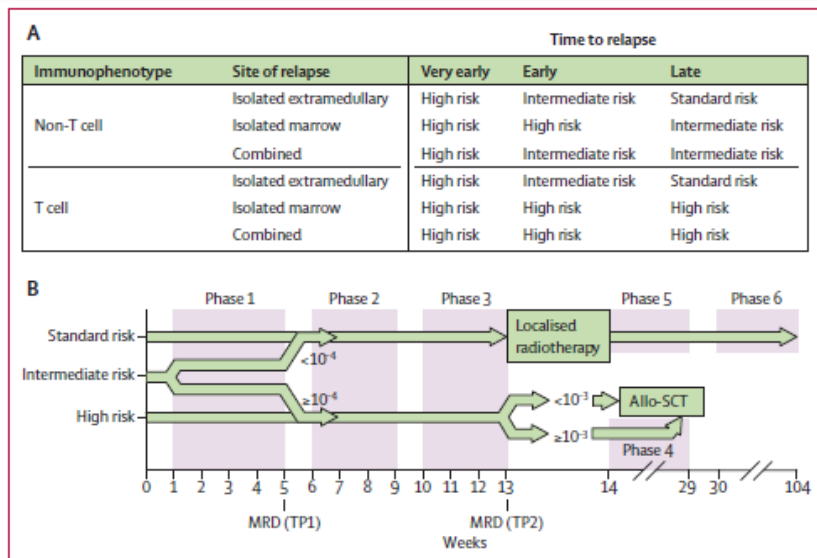 A
Time to relapse
Immunophenotype Site of relapse Very early Early Late
Isolated extramedullary High risk Intermediate risk Standard risk
Non-T cell Isolated marrow High risk High risk Intermediate risk
Combined High risk Intermediate risk Intermediate risk
Isolated extramedullary High risk Intermediate risk Standard risk
T cell Isolated marrow High risk High risk High risk
Combined High risk High risk High risk
B
Phase 1 Phase 2 Phase 3 Phase 5 Phase 6
Standard risk
Localised
radiotherapy
<10-⁴
Intermediate risk
≥10-⁴
<10-³ Allo-SCT
High risk
≥10-³
Phase 4
0 1 2 3 4 5 6 7 8 9 10 11 12 13 14 29 30 104
MRD (TP1) MRD (TP2)
Weeks